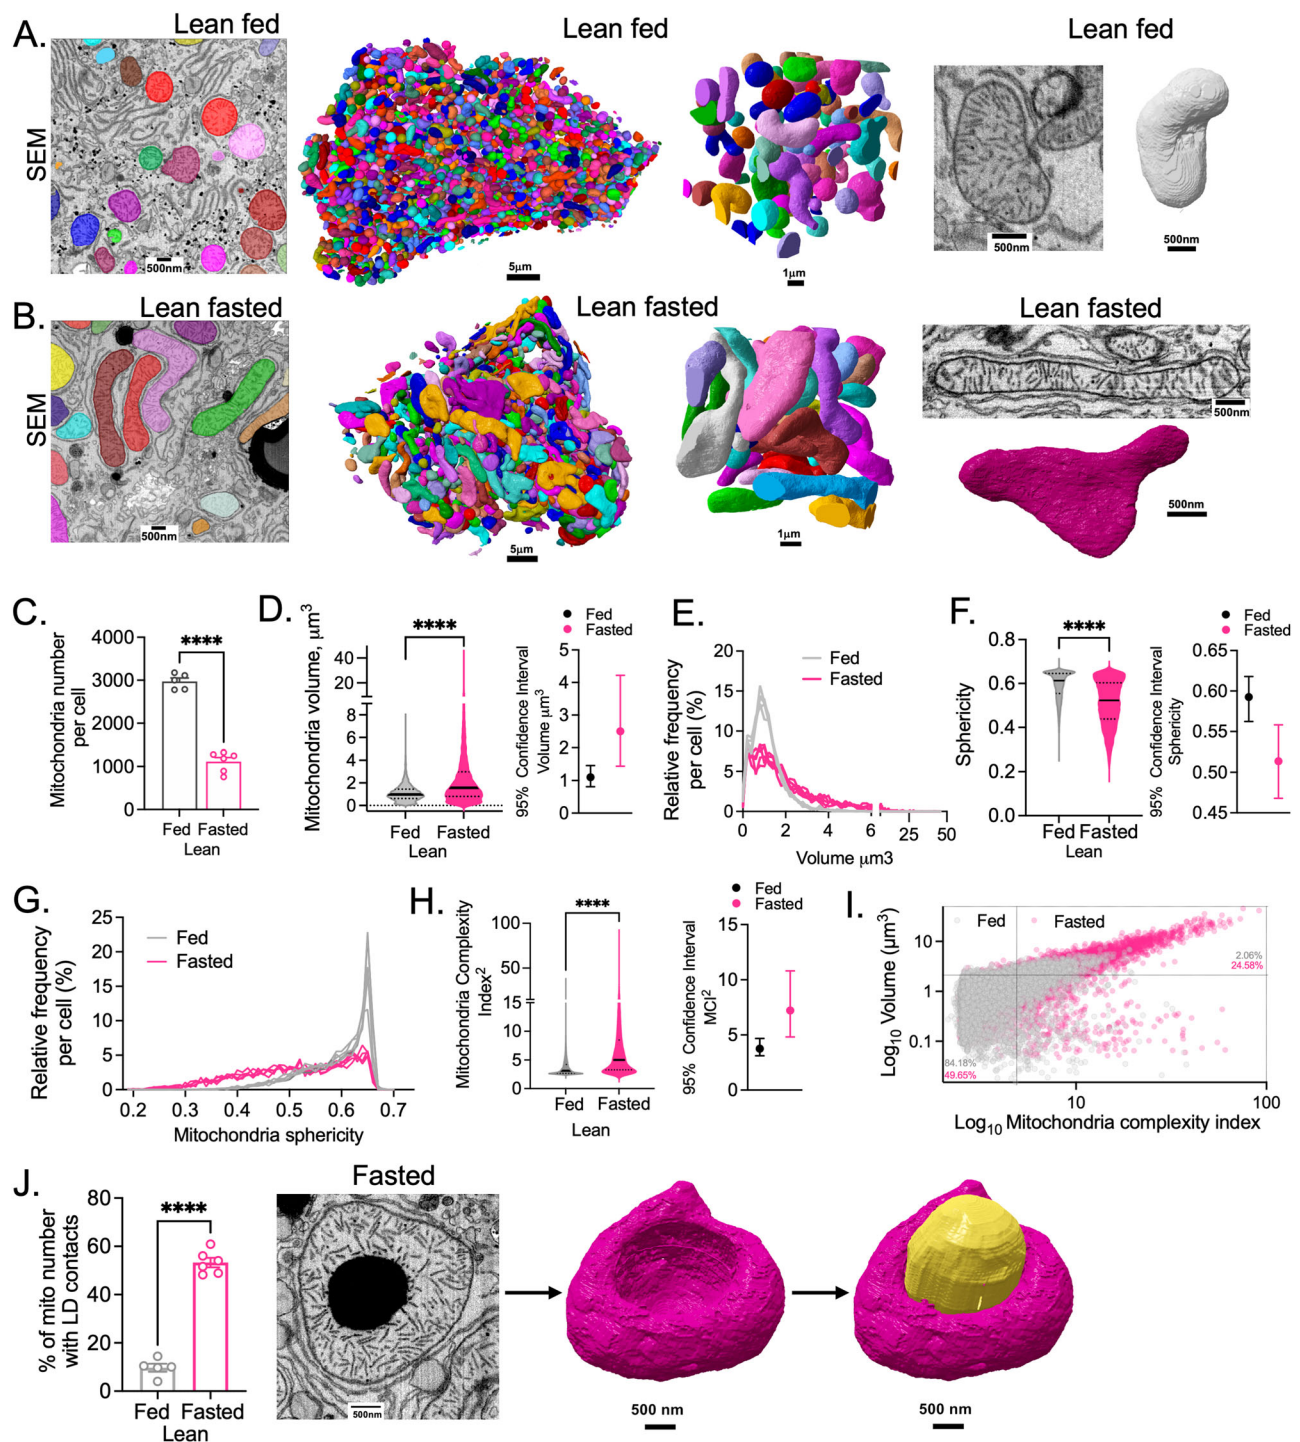 A.
Lean fed
Lean fed
Lean fed
SEM
500nm
5μm
1μm
500nm
500nm
B.
Lean fasted
Lean fasted
Lean fasted
SEM
500nm
5μm
1μm
500nm
500nm
C.
Mitochondria number
per cell
4000
3000
2000
1000
0
****
Fed Fasted
Lean
D.
Mitochondria volume, μm3
40
20
8
6
4
2
0
****
Fed Fasted
Lean
Fed
Fasted
95% Confidence Interval
Volume μm3
5
4
3
2
1
0
E.
Relative frequency
per cell (%)
20
15
10
5
0
Fed
Fasted
0 2 4 6 25 50
Volume μm3
F.
Sphericity
0.8
0.6
0.4
0.2
0.0
****
Fed Fasted
Lean
Fed
Fasted
95% Confidence Interval
Sphericity
0.65
0.60
0.55
0.50
0.45
G.
Relative frequency
per cell (%)
25
20
15
10
5
0
Fed
Fasted
0.2 0.3 0.4 0.5 0.6 0.7
Mitochondria sphericity
H.
Mitochondria Complexity
Index2
100
50
15
10
5
0
****
Fed Fasted
Lean
Fed
Fasted
95% Confidence Interval
MCI2
15
10
5
0
I.
Log10 Volume (μm3)
10
1
0.1
Fed Fasted
2.06%
24.58%
84.18%
49.65%
10 100
Log10 Mitochondria complexity index
J.
% of mito number
with LD contacts
80
60
40
20
0
****
Fed Fasted
Lean
Fasted
500nm
500 nm
500 nm